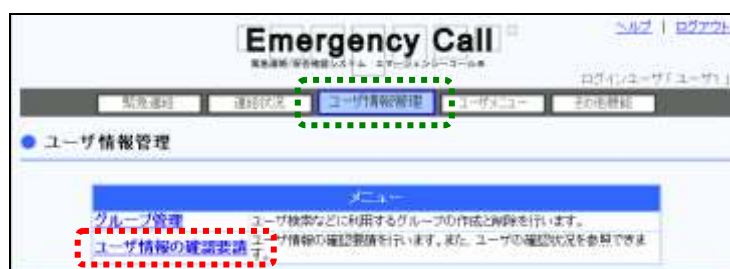 Emergency Call
緊急連絡/安否確認システム エマージェンシーコール®
ヘルプ | ログアウト
ログインユーザ「ユーザ1」
緊急連絡 連絡状況 ユーザ情報管理 ユーザメニュー その他機能
ユーザ情報管理
メニュー
グループ管理 ユーザ検索などに利用するグループの作成と削除を行います。
ユーザ情報の確認要請 ユーザ情報の確認要請を行います。また、ユーザの確認状況を参照できま
す。